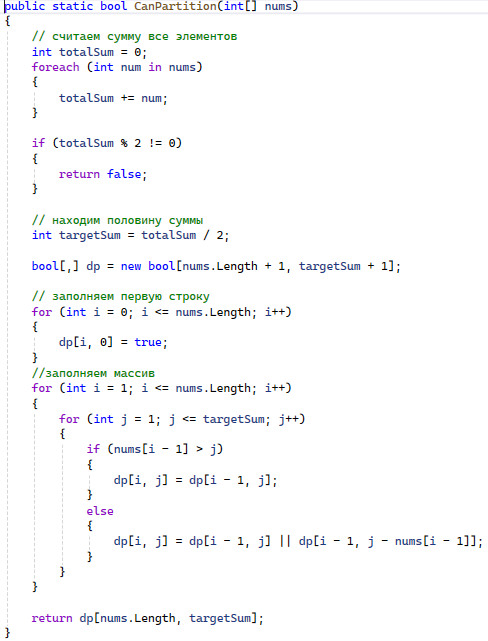 public static bool CanPartition(int[] nums)
{
    // считаем сумму все элементов
    int totalSum = 0;
    foreach (int num in nums)
    {
        totalSum += num;
    }

    if (totalSum % 2 != 0)
    {
        return false;
    }

    // находим половину суммы
    int targetSum = totalSum / 2;

    bool[,] dp = new bool[nums.Length + 1, targetSum + 1];

    // заполняем первую строку
    for (int i = 0; i <= nums.Length; i++)
    {
        dp[i, 0] = true;
    }
    //заполняем массив
    for (int i = 1; i <= nums.Length; i++)
    {
        for (int j = 1; j <= targetSum; j++)
        {
            if (nums[i - 1] > j)
            {
                dp[i, j] = dp[i - 1, j];
            }
            else
            {
                dp[i, j] = dp[i - 1, j] || dp[i - 1, j - nums[i - 1]];
            }
        }
    }

    return dp[nums.Length, targetSum];
}